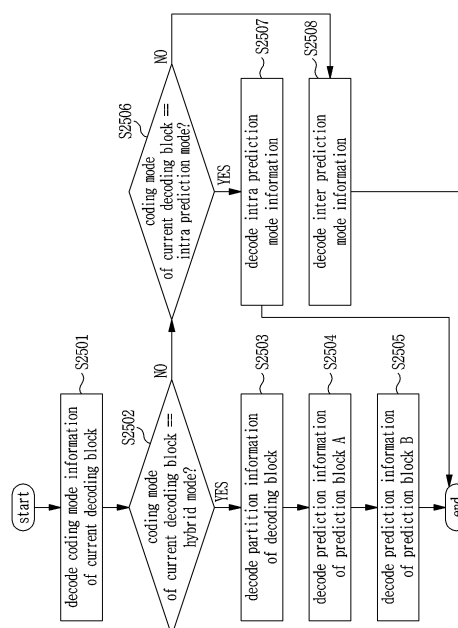 start
S2501
decode coding mode information
of current decoding block
S2502
coding mode
of current decoding block ==
hybrid mode?
NO
YES
S2503
decode partition information
of decoding block
S2504
decode prediction information
of prediction block A
S2505
decode prediction information
of prediction block B
end
S2506
coding mode
of current decoding block ==
intra prediction mode?
NO
YES
S2507
decode intra prediction
mode information
S2508
decode inter prediction
mode information